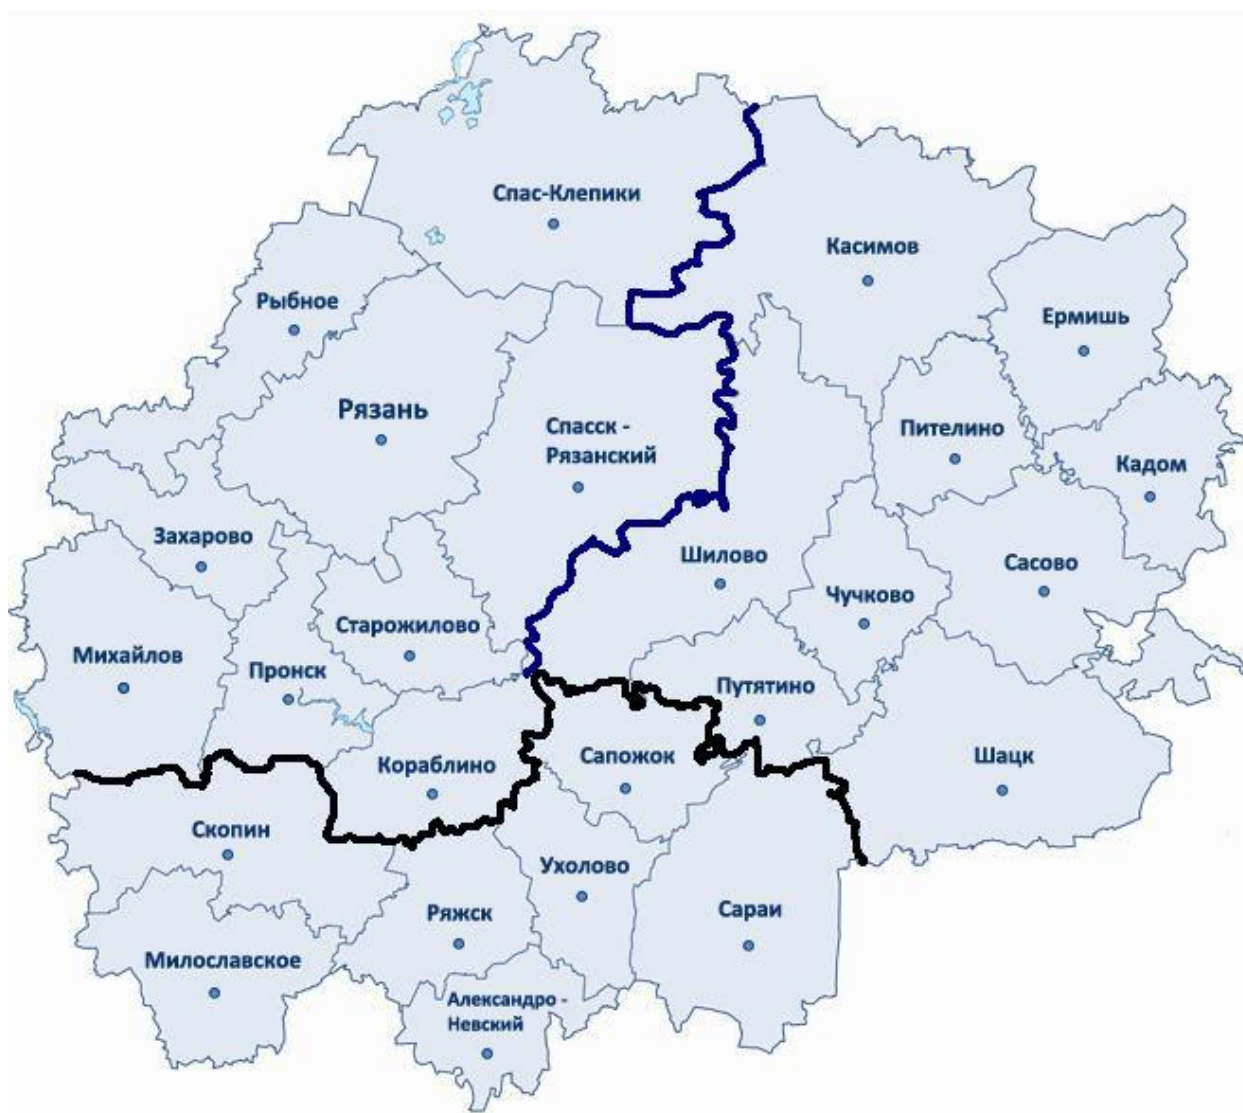 Спас-Клепики
Касимов
Рыбное
Ермишь
Рязань
Спасск -
Рязанский
Пителино
Кадом
Захарово
Шилово
Сасово
Чучково
Старожилово
Михайлов
Пронск
Путятино
Кораблино
Сапожок
Шацк
Скопин
Ухолово
Ряжск
Сараи
Милославское
Александро -
Невский